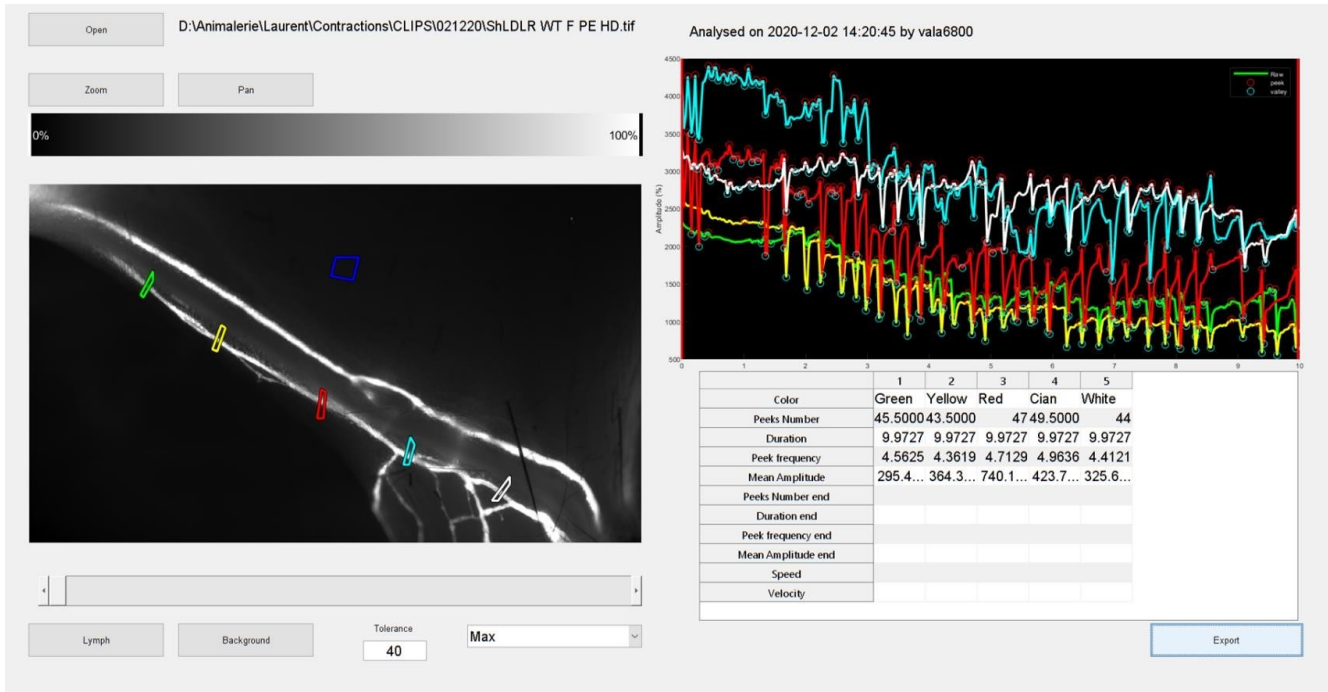 Open
D:\Animalerie\Laurent\Contractions\CLIPS\021220\ShLDLR WT F PE HD.tif
Analysed on 2020-12-02 14:20:45 by vala6800
Zoom
Pan
0%
100%
Amplitude (%)
4500
4000
3500
3000
2500
2000
1500
1000
500
0 1 2 3 4 5 6 7 8 9 10
Raw
peek
valley
1 2 3 4 5
Color Green Yellow Red Cian White
Peeks Number 45.5000 43.5000 47 49.5000 44
Duration 9.9727 9.9727 9.9727 9.9727 9.9727
Peek frequency 4.5625 4.3619 4.7129 4.9636 4.4121
Mean Amplitude 295.4... 364.3... 740.1... 423.7... 325.6...
Peeks Number end
Duration end
Peek frequency end
Mean Amplitude end
Speed
Velocity
Lymph
Background
Tolerance
40
Max
Export